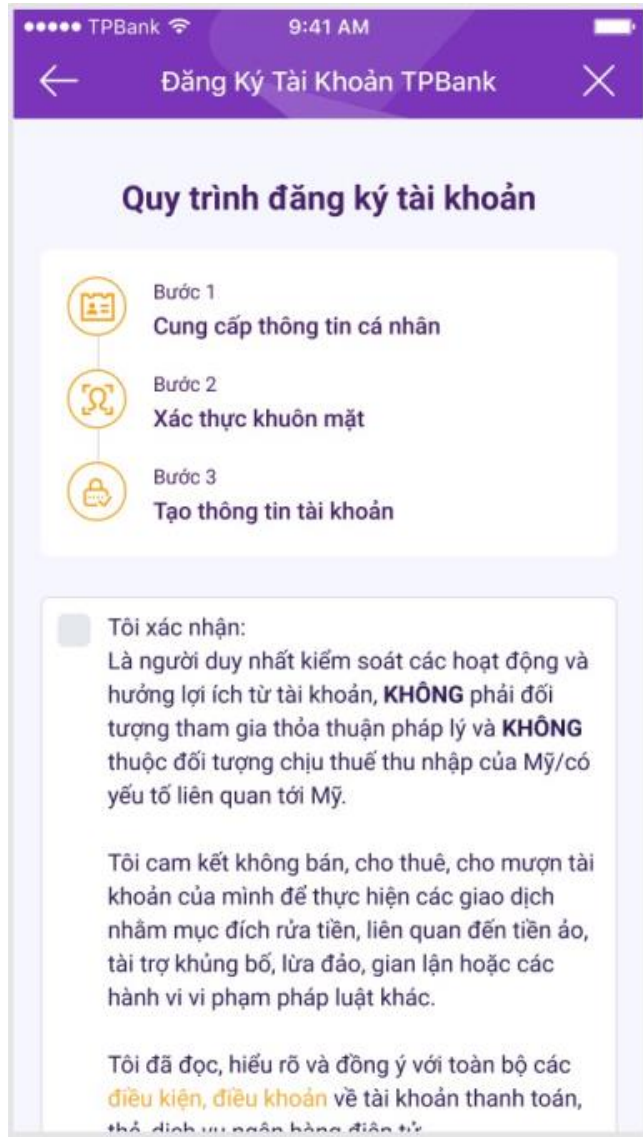 TPBank 9:41 AM
Đăng Ký Tài Khoản TPBank
Quy trình đăng ký tài khoản
Bước 1
Cung cấp thông tin cá nhân
Bước 2
Xác thực khuôn mặt
Bước 3
Tạo thông tin tài khoản
Tôi xác nhận:
Là người duy nhất kiểm soát các hoạt động và
hưởng lợi ích từ tài khoản, KHÔNG phải đối
tượng tham gia thỏa thuận pháp lý và KHÔNG
thuộc đối tượng chịu thuế thu nhập của Mỹ/có
yếu tố liên quan tới Mỹ.
Tôi cam kết không bán, cho thuê, cho mượn tài
khoản của mình để thực hiện các giao dịch
nhằm mục đích rửa tiền, liên quan đến tiền ảo,
tài trợ khủng bố, lừa đảo, gian lận hoặc các
hành vi vi phạm pháp luật khác.
Tôi đã đọc, hiểu rõ và đồng ý với toàn bộ các
điều kiện, điều khoản về tài khoản thanh toán,
thẻ, dịch vụ ngân hàng điện tử